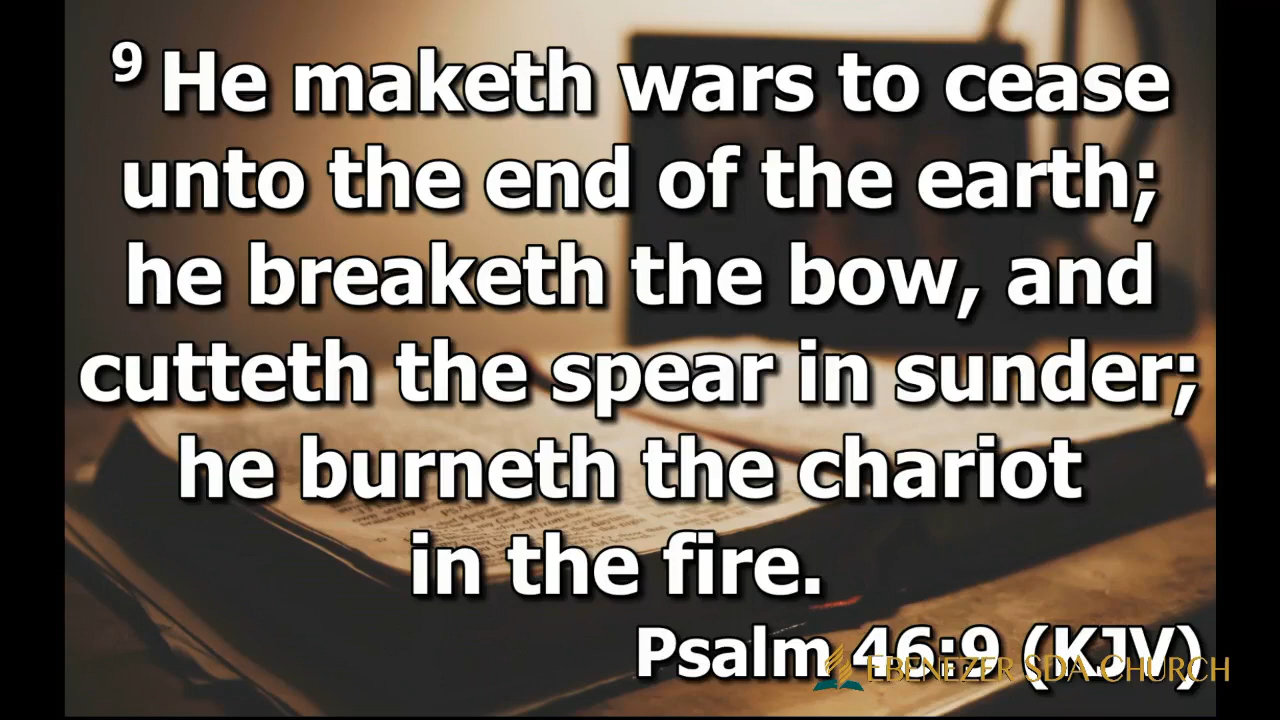 9 He maketh wars to cease
unto the end of the earth;
he breaketh the bow, and
cutteth the spear in sunder;
he burneth the chariot
in the fire.
Psalm 46:9 (KJV)
EBENEZER SDA CHURCH